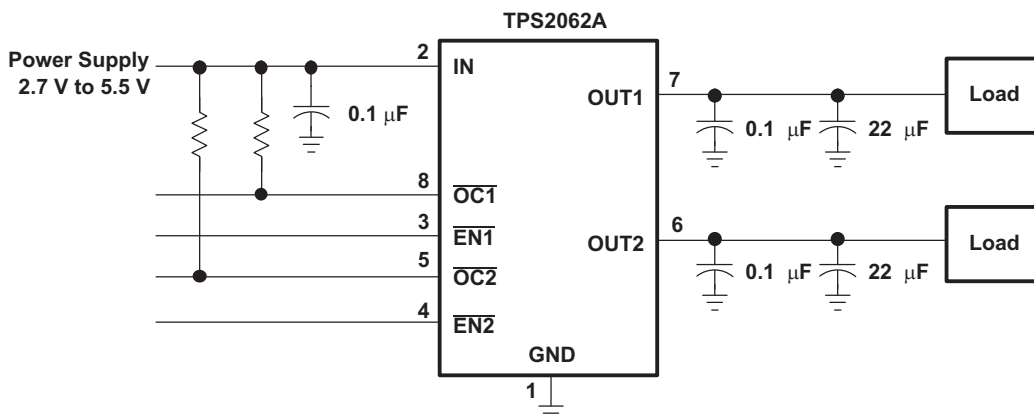 TPS2062A
Power Supply
2.7 V to 5.5 V
2
IN
0.1 μF
8
OC1
3
EN1
5
OC2
4
EN2
GND
1
OUT1
7
0.1 μF
22 μF
Load
OUT2
6
0.1 μF
22 μF
Load